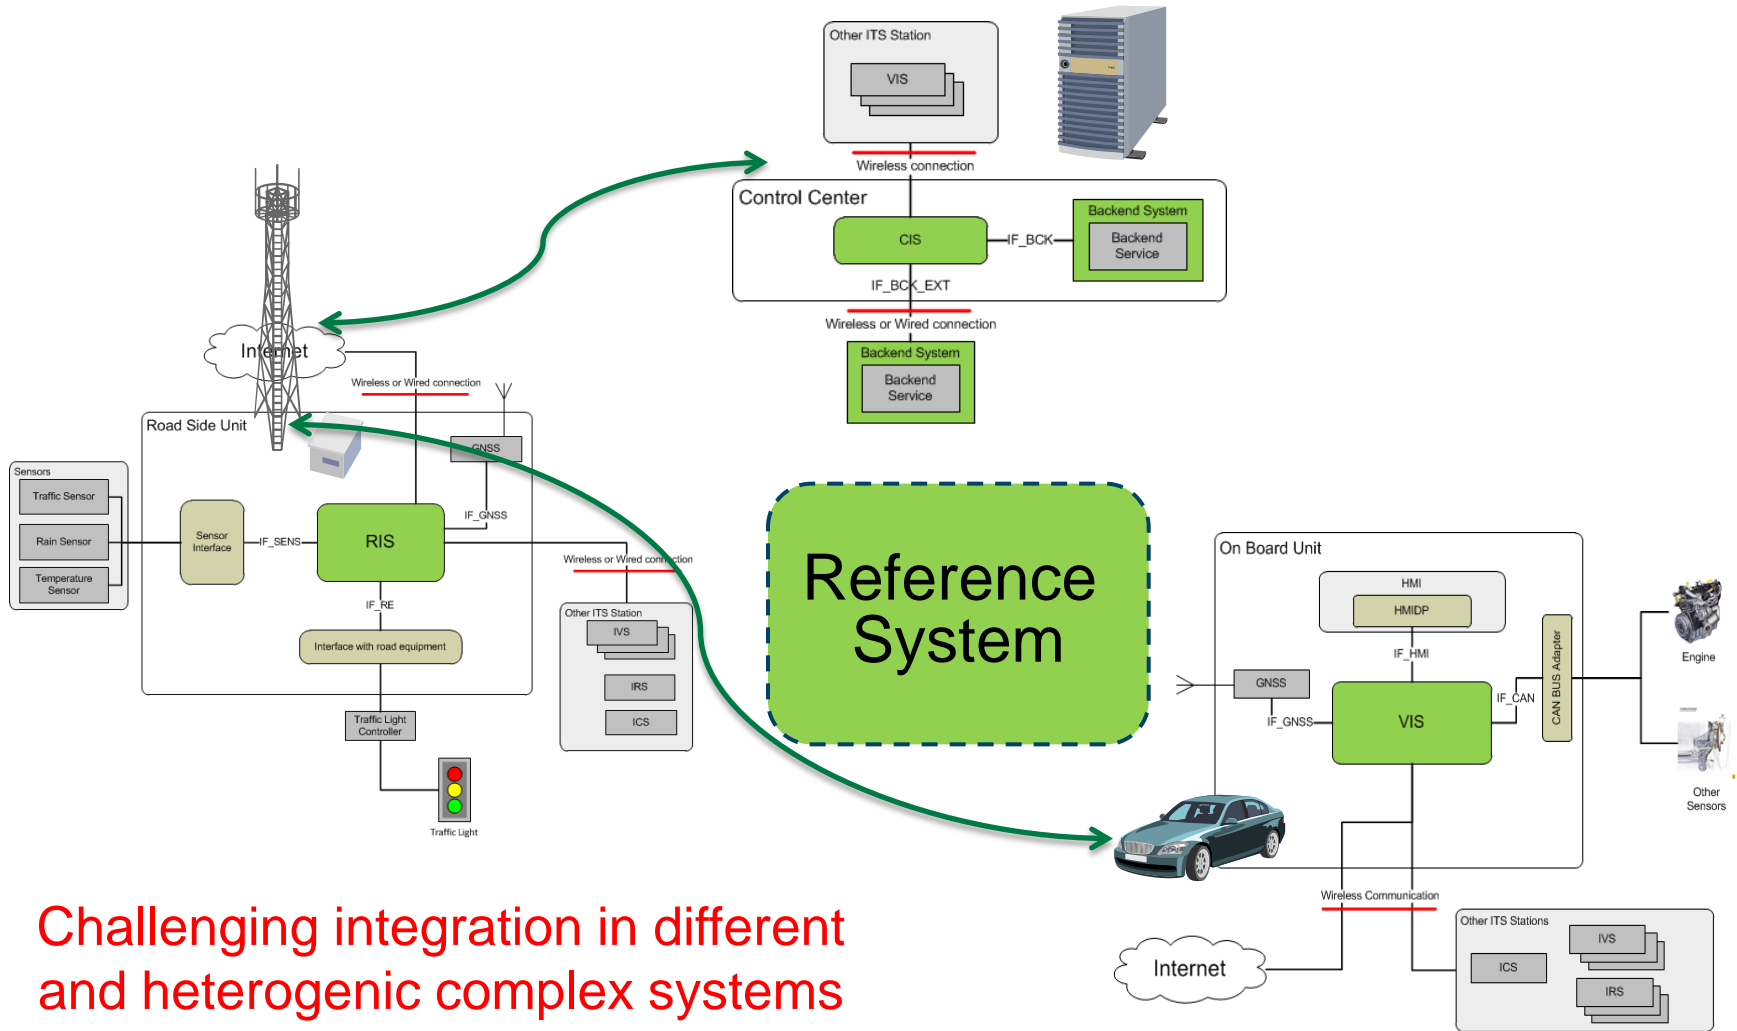 Other ITS Station
VIS
Wireless connection
Control Center
CIS
IF_BCK
Backend System
Backend
Service
IF_BCK_EXT
Wireless or Wired connection
Backend System
Backend
Service
Internet
Wireless or Wired connection
Road Side Unit
GNSS
IF_GNSS
Sensors
Traffic Sensor
Rain Sensor
Temperature
Sensor
Sensor
Interface
IF_SENS
RIS
IF_RE
Interface with road equipment
Traffic Light
Controller
Traffic Light
Wireless or Wired connection
Other ITS Station
IVS
IRS
ICS
Reference
System
On Board Unit
HMI
HMIDP
IF_HMI
GNSS
IF_GNSS
VIS
IF_CAN
CAN BUS Adapter
Engine
Other
Sensors
Wireless Communication
Internet
Other ITS Stations
ICS
IVS
IRS
Challenging integration in different
and heterogenic complex systems